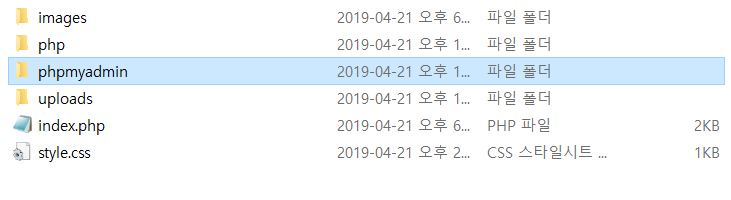 images 2019-04-21 오후 6... 파일 폴더
php 2019-04-21 오후 1... 파일 폴더
phpmyadmin 2019-04-21 오후 1... 파일 폴더
uploads 2019-04-21 오후 1... 파일 폴더
index.php 2019-04-21 오후 6... PHP 파일 2KB
style.css 2019-04-21 오후 2... CSS 스타일시트 ... 1KB